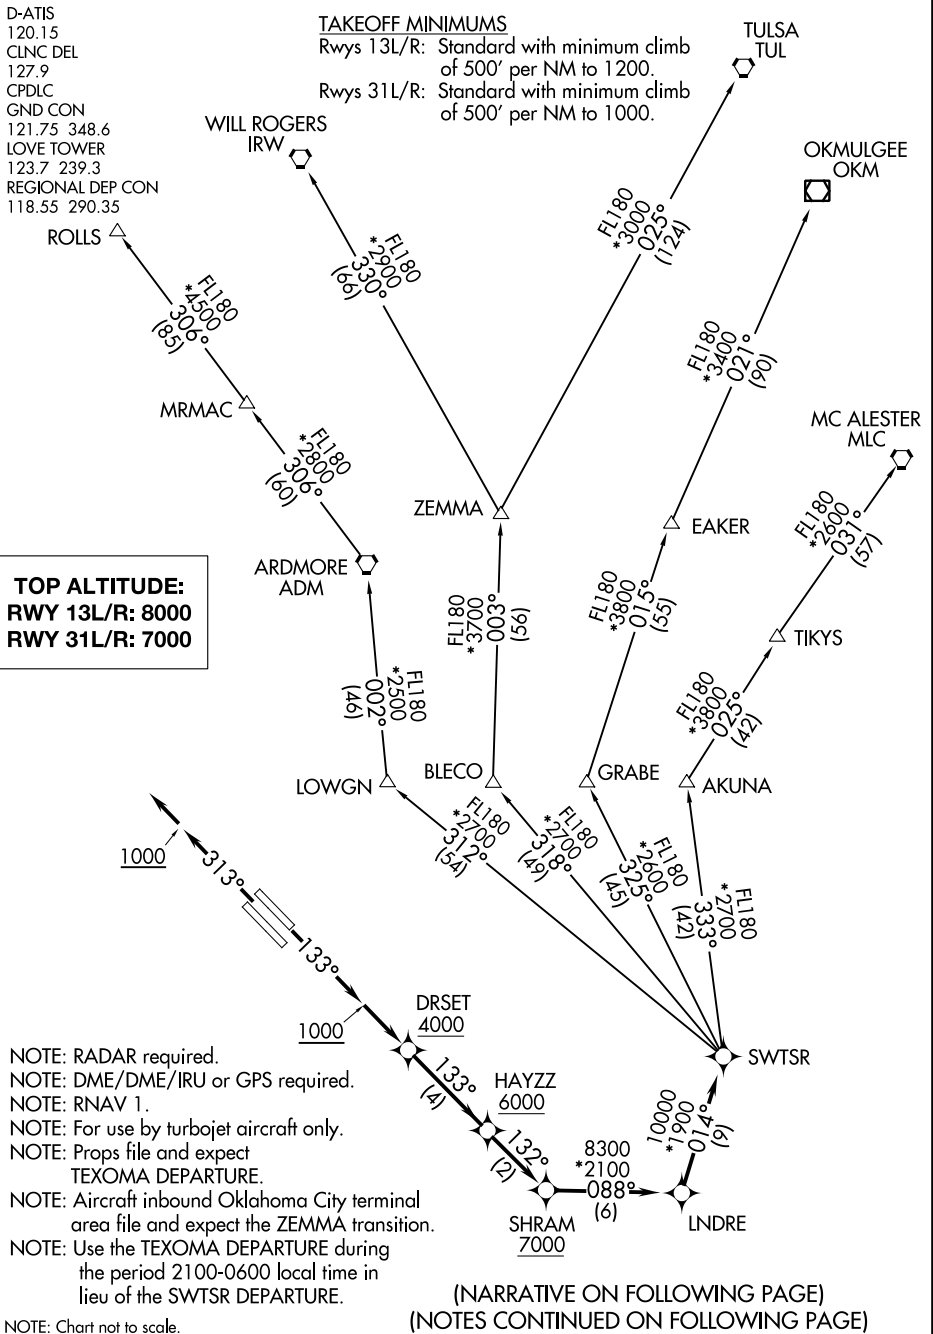 D-ATIS
120.15
CLNC DEL
127.9
CPDLC
GND CON
121.75 348.6
LOVE TOWER
123.7 239.3
REGIONAL DEP CON
118.55 290.35
TAKEOFF MINIMUMS
Rwys 13L/R: Standard with minimum climb
of 500' per NM to 1200.
Rwys 31L/R: Standard with minimum climb
of 500' per NM to 1000.
TULSA
TUL
WILL ROGERS
IRW
OKMULGEE
OKM
ROLLS
FL180
*4500
306°
(85)
FL180
*2900
330°
(66)
FL180
*3000
025°
(124)
FL180
*3400
021°
(90)
MRMAC
MC ALESTER
MLC
FL180
*2800
306°
(60)
ZEMMA
EAKER
FL180
*2600
031°
(57)
ARDMORE
ADM
TOP ALTITUDE:
RWY 13L/R: 8000
RWY 31L/R: 7000
FL180
*3700
003°
(56)
FL180
*3800
015°
(55)
TIKYS
FL180
*2500
002°
(46)
FL180
*3800
025°
(42)
LOWGN
BLECO
GRABE
AKUNA
FL180
*2700
312°
(54)
FL180
*2700
318°
(49)
FL180
*2600
325°
(45)
FL180
*2700
333°
(42)
1000
313°
133°
1000
DRSET
4000
SWTSR
133°
(4)
HAYZZ
6000
132°
(2)
10000
*1900
014°
(9)
8300
*2100
088°
(6)
SHRAM
7000
LNDRE
NOTE: RADAR required.
NOTE: DME/DME/IRU or GPS required.
NOTE: RNAV 1.
NOTE: For use by turbojet aircraft only.
NOTE: Props file and expect
TEXOMA DEPARTURE.
NOTE: Aircraft inbound Oklahoma City terminal
area file and expect the ZEMMA transition.
NOTE: Use the TEXOMA DEPARTURE during
the period 2100-0600 local time in
lieu of the SWTSR DEPARTURE.
NOTE: Chart not to scale.
(NARRATIVE ON FOLLOWING PAGE)
(NOTES CONTINUED ON FOLLOWING PAGE)